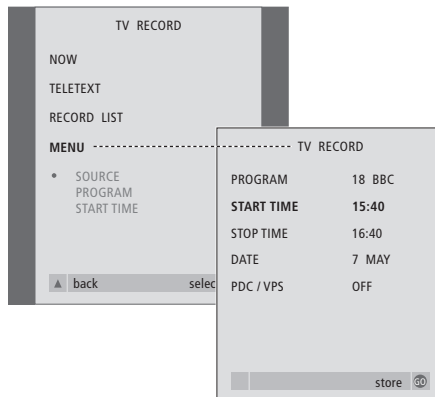 TV RECORD
NOW
TELETEXT
RECORD LIST
MENU
• SOURCE
PROGRAM
START TIME
▲ back
TV RECORD
PROGRAM 18 BBC
START TIME 15:40
STOP TIME 16:40
DATE 7 MAY
PDC / VPS OFF
store GO